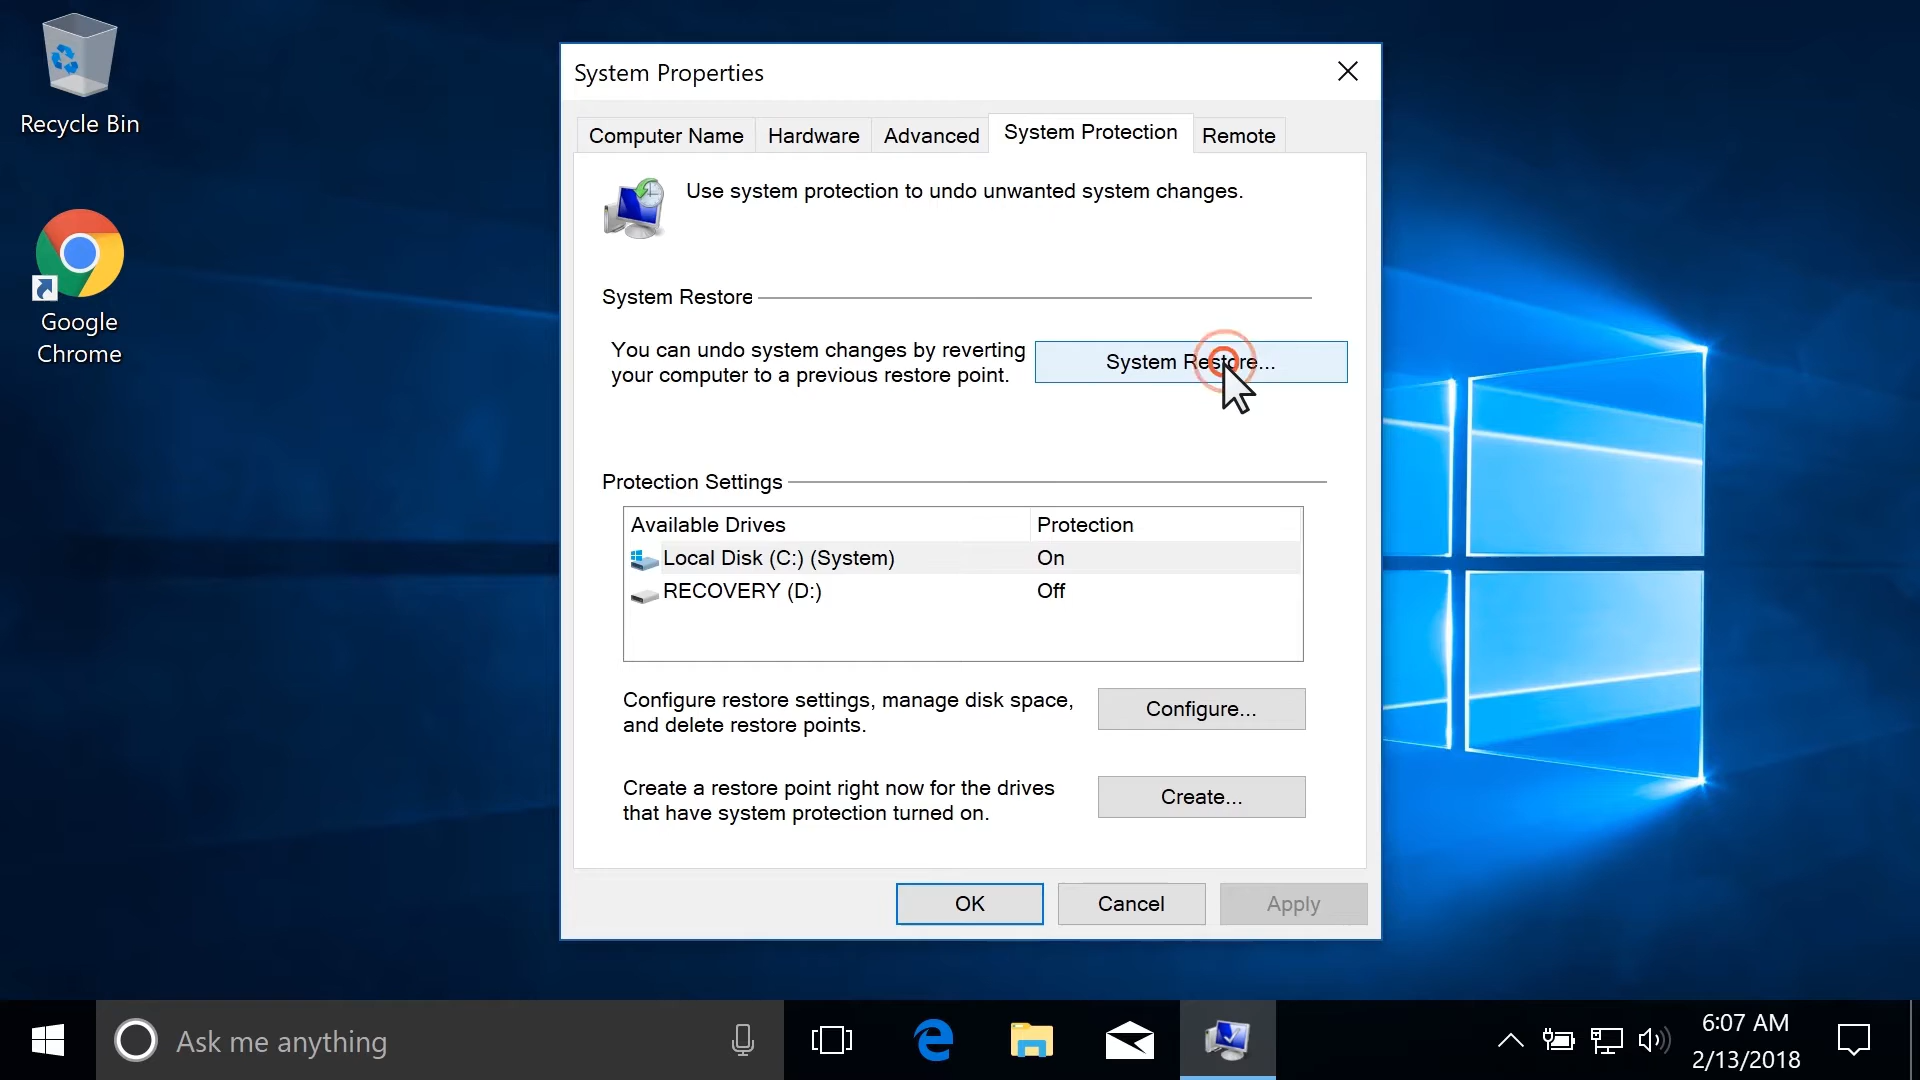 Recycle Bin
Google
Chrome
System Properties
Computer Name
Hardware
Advanced
System Protection
Remote
Use system protection to undo unwanted system changes.
System Restore
You can undo system changes by reverting
your computer to a previous restore point.
System Restore...
Protection Settings
Available Drives Protection
Local Disk (C:) (System) On
RECOVERY (D:) Off
Configure restore settings, manage disk space,
and delete restore points.
Configure...
Create a restore point right now for the drives
that have system protection turned on.
Create...
OK
Cancel
Apply
Ask me anything
6:07 AM
2/13/2018